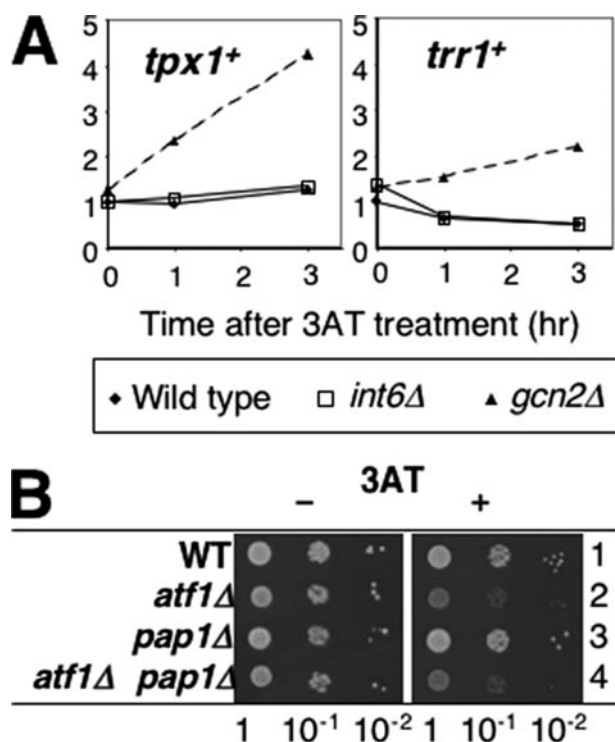 A
tpx1+ trr1+
5 5
4 4
3 3
2 2
1 1
0 0
0 1 2 3 0 1 2 3
Time after 3AT treatment (hr)
Wild type int6Δ gcn2Δ
B
3AT
− +
WT 1
atf1Δ 2
pap1Δ 3
atf1Δ pap1Δ 4
1 10⁻¹ 10⁻² 1 10⁻¹ 10⁻²